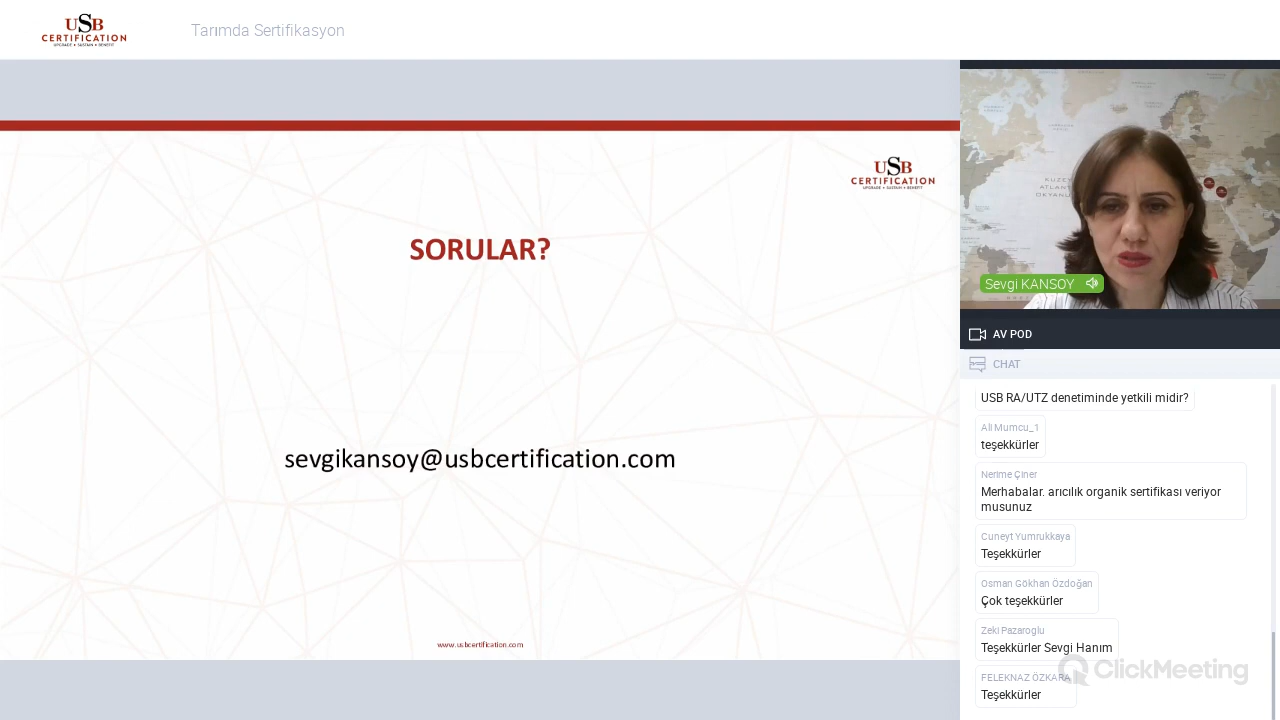 USB
CERTIFICATION
UPGRADE • SUSTAIN • BENEFIT
Tarımda Sertifikasyon
USB
CERTIFICATION
UPGRADE • SUSTAIN • BENEFIT
SORULAR?
sevgikansoy@usbcertification.com
www.usbcertification.com
KUZEY
ATLANT
OKYANU
Sevgi KANSOY
AV POD
CHAT
USB RA/UTZ denetiminde yetkili midir?
Ali Mumcu_1
teşekkürler
Nerime Çiner
Merhabalar. arıcılık organik sertifikası veriyor
musunuz
Cuneyt Yumrukkaya
Teşekkürler
Osman Gökhan Özdoğan
Çok teşekkürler
Zeki Pazaroglu
Teşekkürler Sevgi Hanım
FELEKNAZ ÖZKARA
Teşekkürler
ClickMeeting